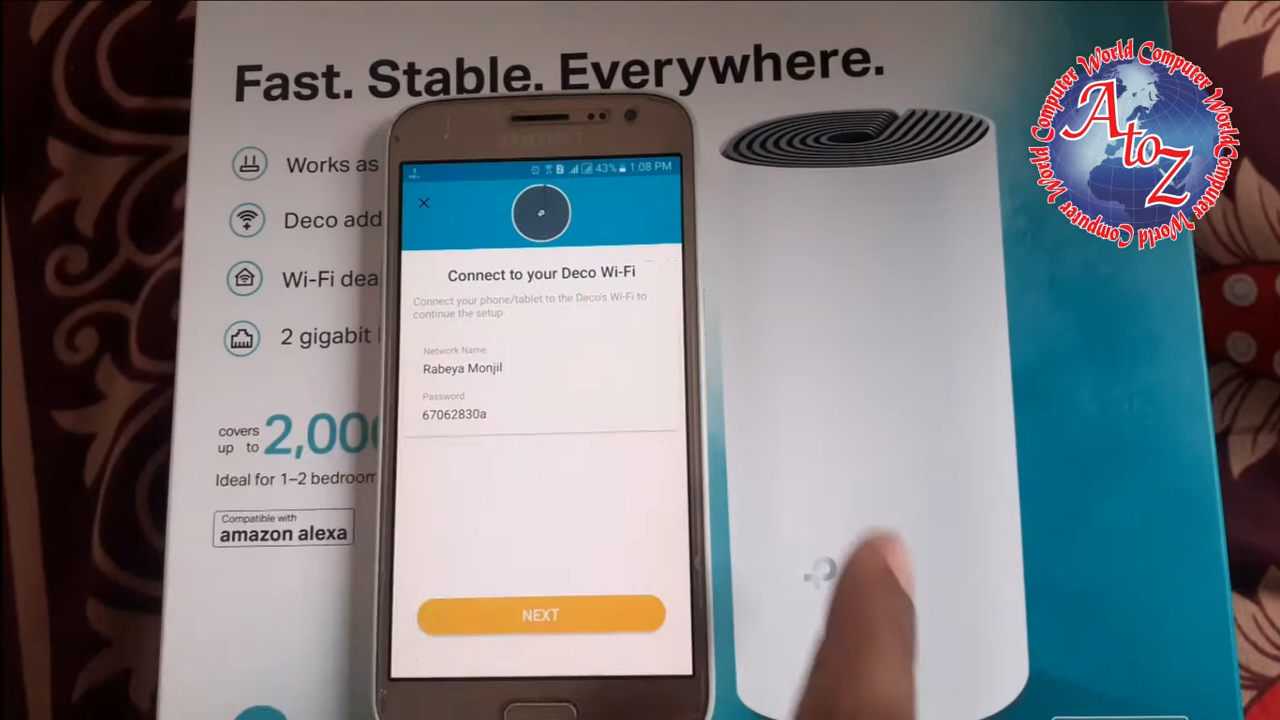 Fast. Stable. Everywhere.
Works as
Deco add
Wi-Fi dea
2 gigabit
covers
up to 2,000
Ideal for 1–2 bedroom
Compatible with
amazon alexa
SAMSUNG
43% 1:08 PM
Connect to your Deco Wi-Fi
Connect your phone/tablet to the Deco's Wi-Fi to
continue the setup
Network Name
Rabeya Monjil
Password
67062830a
NEXT
A to Z
Computer World Computer World Computer World Computer World